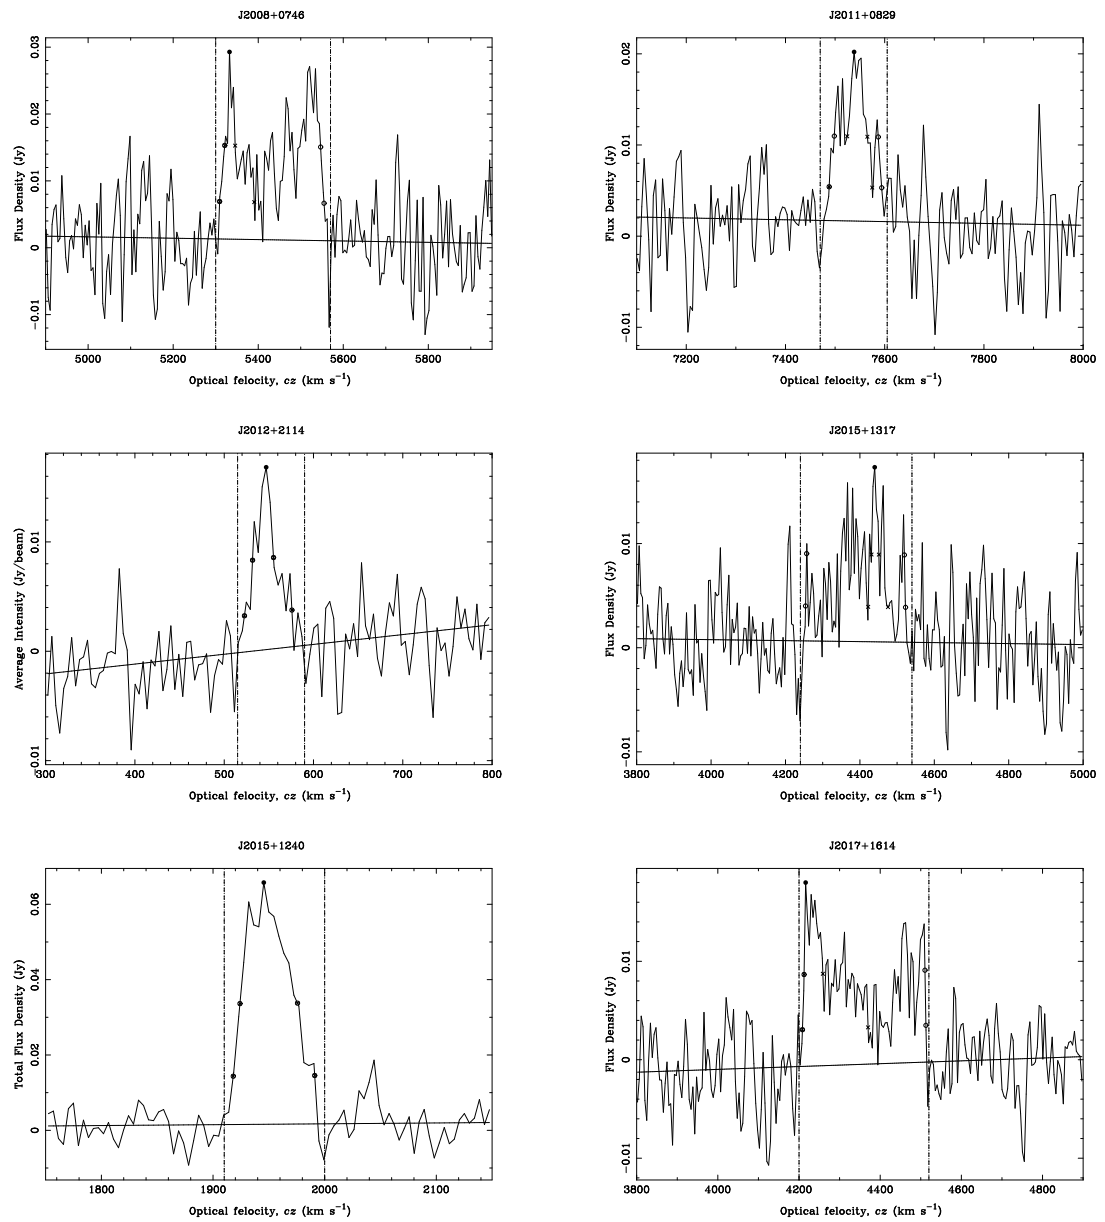 J2008+0746
J2011+0829
Flux Density (Jy)
−0.01 0 0.01 0.02 0.03
5000 5200 5400 5600 5800
Optical felocity, cz (km s⁻¹)
Flux Density (Jy)
−0.01 0 0.01 0.02
7200 7400 7600 7800 8000
Optical felocity, cz (km s⁻¹)
J2012+2114
J2015+1317
Average Intensity (Jy/beam)
−0.01 0 0.01
300 400 500 600 700 800
Optical felocity, cz (km s⁻¹)
Flux Density (Jy)
−0.01 0 0.01
3800 4000 4200 4400 4600 4800 5000
Optical felocity, cz (km s⁻¹)
J2015+1240
J2017+1614
Total Flux Density (Jy)
0 0.02 0.04 0.06
1800 1900 2000 2100
Optical felocity, cz (km s⁻¹)
Flux Density (Jy)
−0.01 0 0.01
3800 4000 4200 4400 4600 4800
Optical felocity, cz (km s⁻¹)